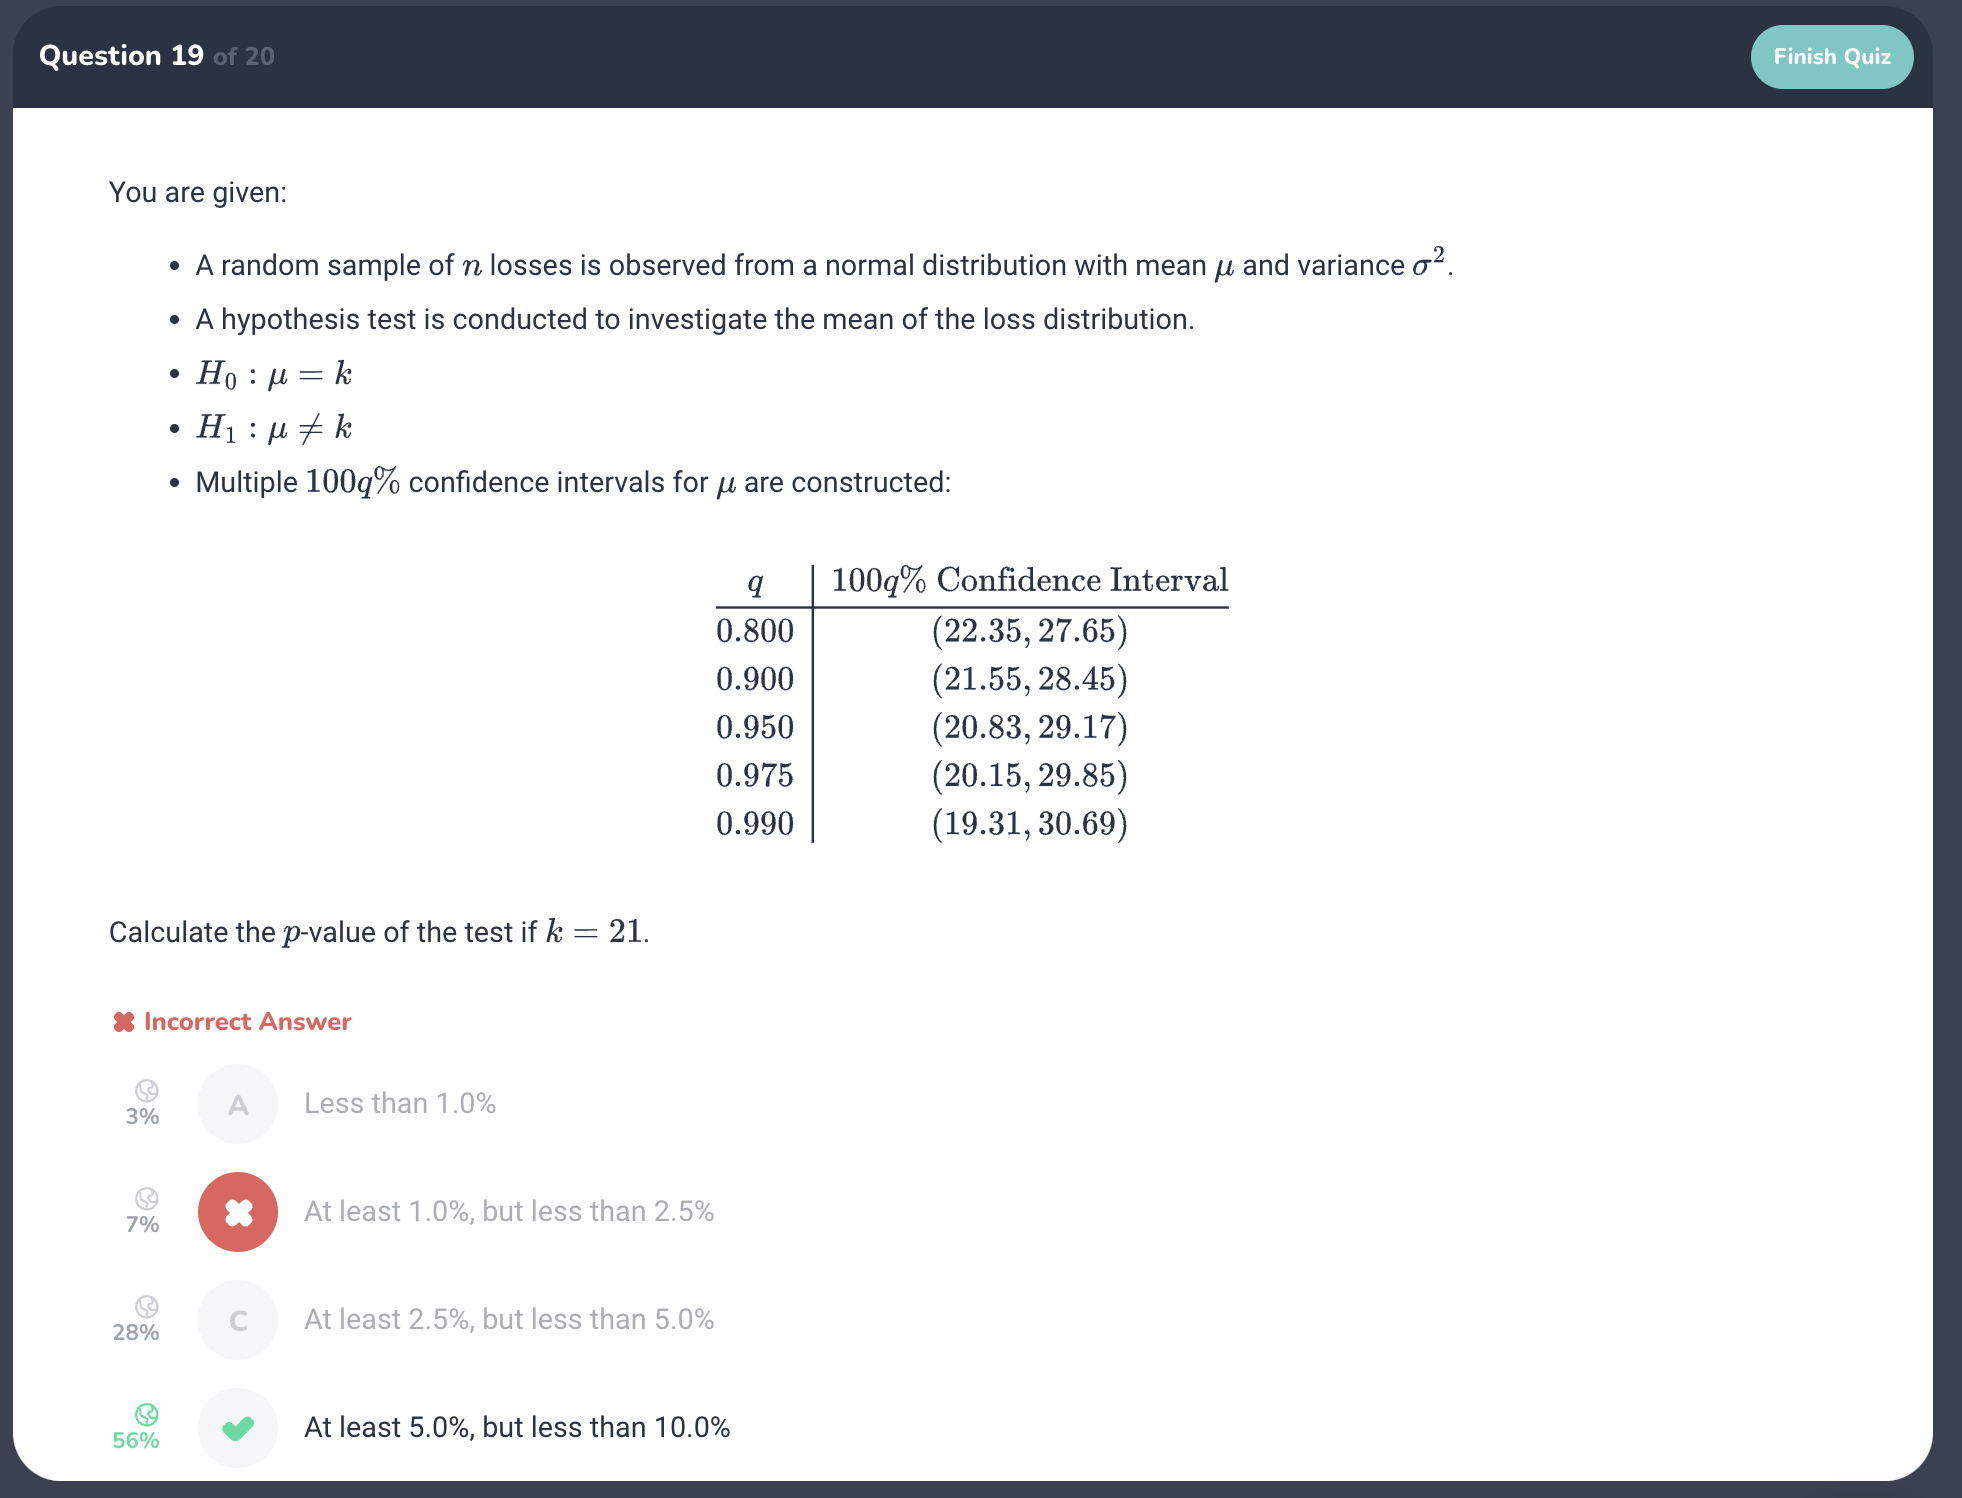 Question 19 of 20
Finish Quiz
You are given:
• A random sample of n losses is observed from a normal distribution with mean μ and variance σ².
• A hypothesis test is conducted to investigate the mean of the loss distribution.
• H₀ : μ = k
• H₁ : μ ≠ k
• Multiple 100q% confidence intervals for μ are constructed:
q 100q% Confidence Interval
0.800 (22.35, 27.65)
0.900 (21.55, 28.45)
0.950 (20.83, 29.17)
0.975 (20.15, 29.85)
0.990 (19.31, 30.69)
Calculate the p-value of the test if k = 21.
Incorrect Answer
3% A Less than 1.0%
7% At least 1.0%, but less than 2.5%
28% C At least 2.5%, but less than 5.0%
56% At least 5.0%, but less than 10.0%